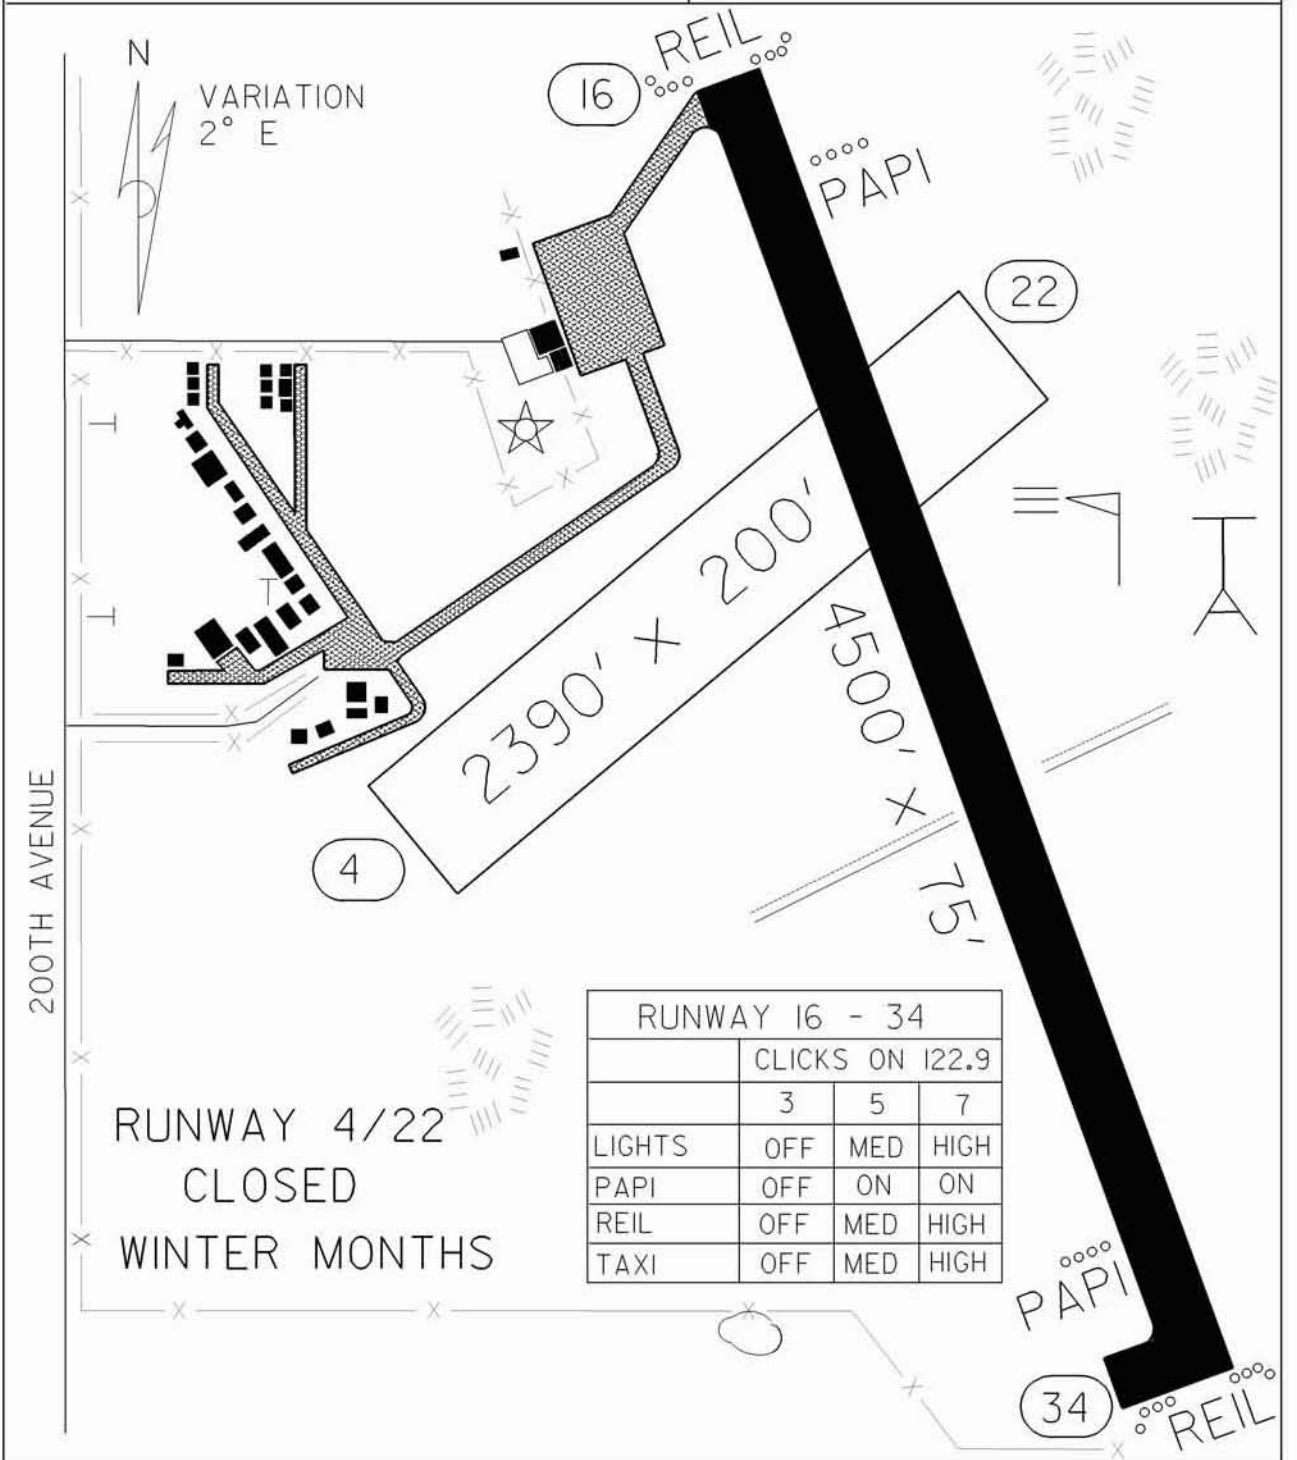 N
VARIATION
2° E
REIL
16
PAPI
22
2390' X 200'
4500' X 75'
4
200TH AVENUE
RUNWAY 4/22
CLOSED
WINTER MONTHS
RUNWAY 16 - 34
CLICKS ON 122.9
3 5 7
LIGHTS OFF MED HIGH
PAPI OFF ON ON
REIL OFF MED HIGH
TAXI OFF MED HIGH
PAPI
34
REIL